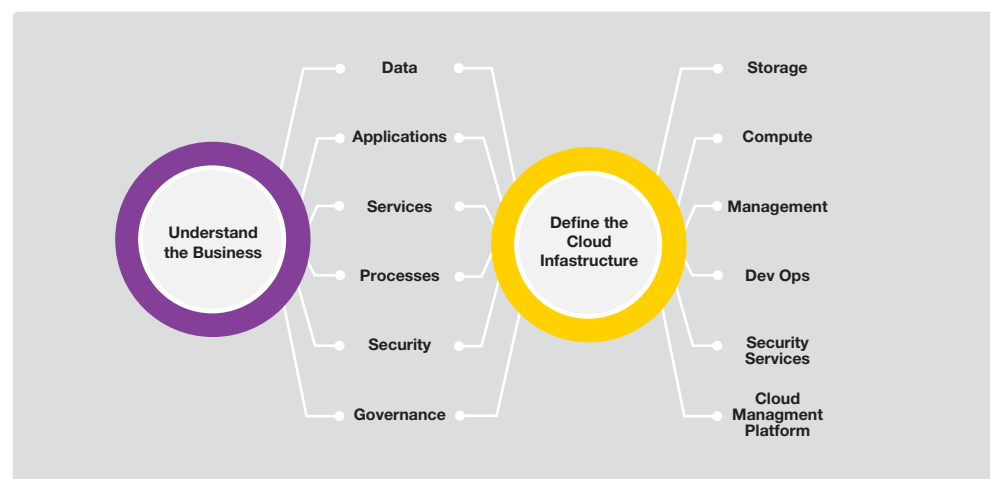 Understand
the Business
Data
Applications
Services
Processes
Security
Governance
Define the
Cloud
Infastructure
Storage
Compute
Management
Dev Ops
Security
Services
Cloud
Managment
Platform